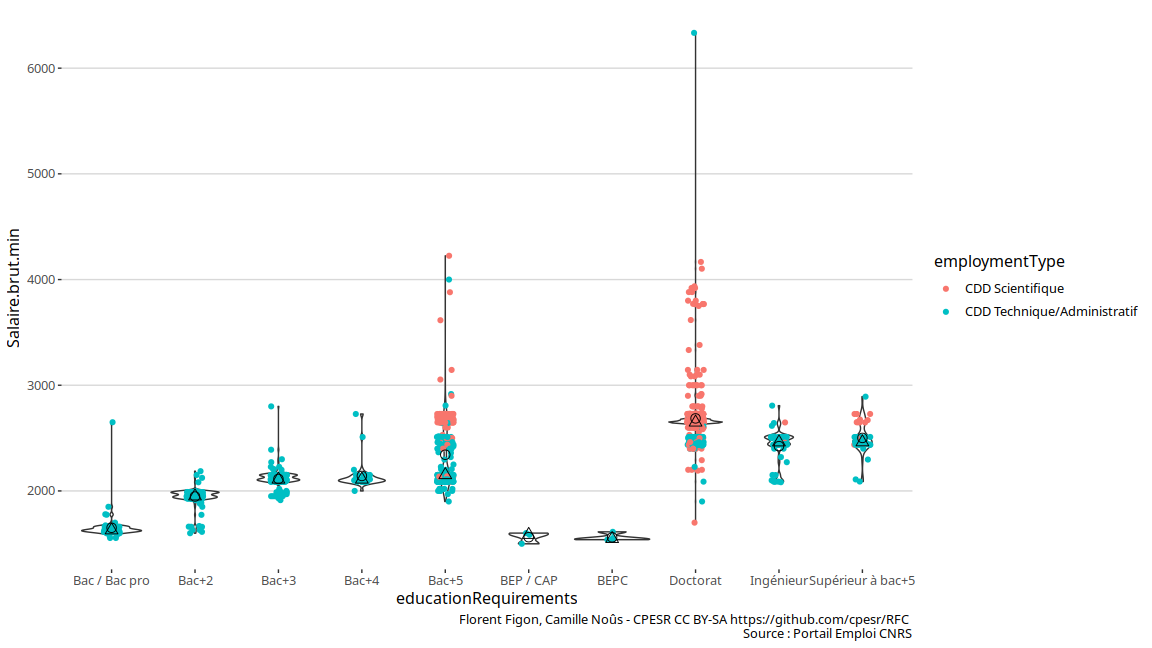 6000
5000
4000
3000
2000
Salaire.brut.min
Bac / Bac pro
Bac+2
Bac+3
Bac+4
Bac+5
BEP / CAP
BEPC
Doctorat
Ingénieur
Supérieur à bac+5
educationRequirements
employmentType
CDD Scientifique
CDD Technique/Administratif
Florent Figon, Camille Noûs - CPESR CC BY-SA https://github.com/cpesr/RFC
Source : Portail Emploi CNRS